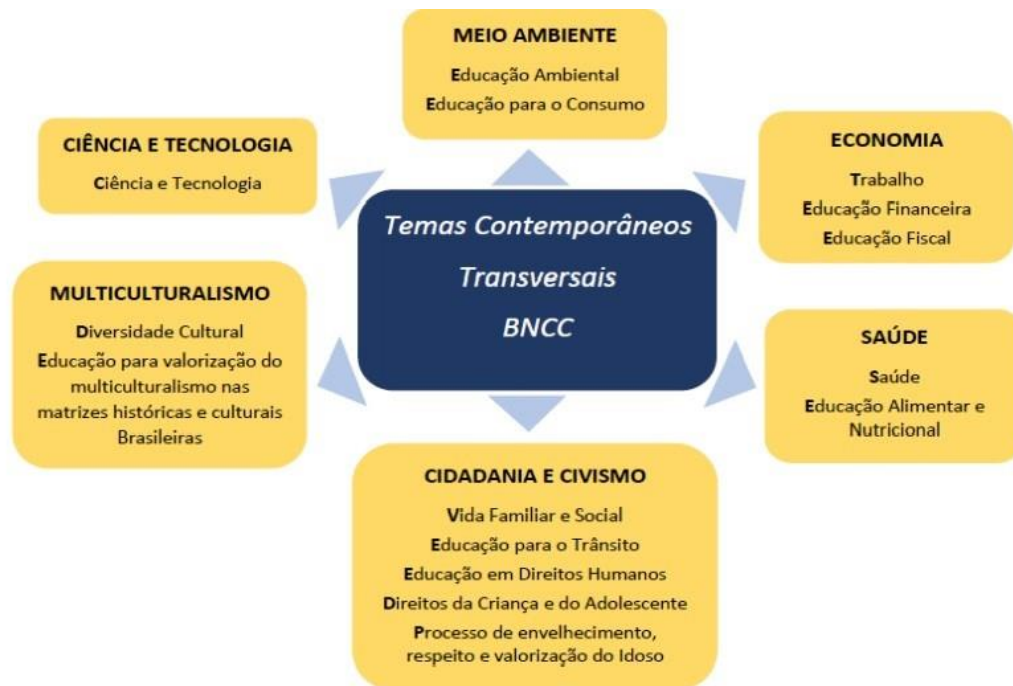 MEIO AMBIENTE
Educação Ambiental
Educação para o Consumo
CIÊNCIA E TECNOLOGIA
Ciência e Tecnologia
ECONOMIA
Trabalho
Educação Financeira
Educação Fiscal
Temas Contemporâneos
Transversais
BNCC
MULTICULTURALISMO
Diversidade Cultural
Educação para valorização do
multiculturalismo nas
matrizes históricas e culturais
Brasileiras
SAÚDE
Saúde
Educação Alimentar e
Nutricional
CIDADANIA E CIVISMO
Vida Familiar e Social
Educação para o Trânsito
Educação em Direitos Humanos
Direitos da Criança e do Adolescente
Processo de envelhecimento,
respeito e valorização do Idoso